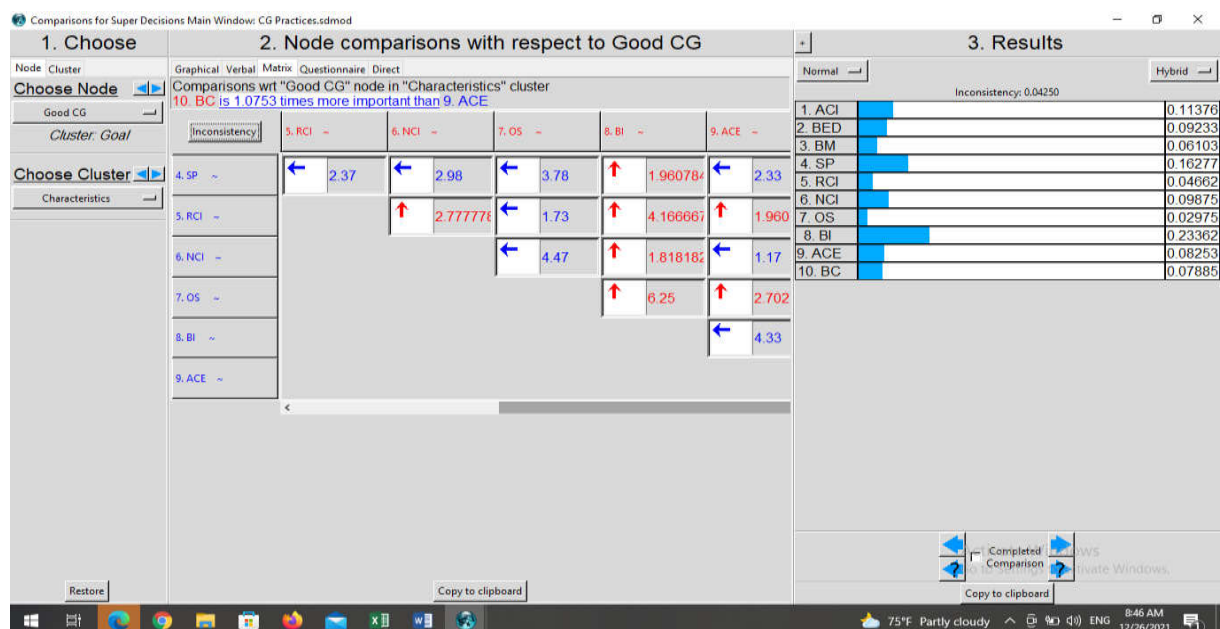 Comparisons for Super Decisions Main Window: CG Practices.sdmod
1. Choose
Node Cluster
Choose Node
Good CG
Cluster: Goal
Choose Cluster
Characteristics
Restore
2. Node comparisons with respect to Good CG
Graphical Verbal Matrix Questionnaire Direct
Comparisons wrt "Good CG" node in "Characteristics" cluster
10. BC is 1.0753 times more important than 9. ACE
Inconsistency 5. RCI ~ 6. NCI ~ 7. OS ~ 8. BI ~ 9. ACE ~
4. SP ~ 2.37 2.98 3.78 1.960784 2.33
5. RCI ~ 2.777778 1.73 4.166667 1.960
6. NCI ~ 4.47 1.818182 1.17
7. OS ~ 6.25 2.702
8. BI ~ 4.33
9. ACE ~
Copy to clipboard
+ 3. Results
Normal Hybrid
Inconsistency: 0.04250
1. ACI 0.11376
2. BED 0.09233
3. BM 0.06103
4. SP 0.16277
5. RCI 0.04662
6. NCI 0.09875
7. OS 0.02975
8. BI 0.23362
9. ACE 0.08253
10. BC 0.07885
Completed
Comparison
Windows.
Copy to clipboard
75°F Partly cloudy ENG 8:46 AM
12/26/2021